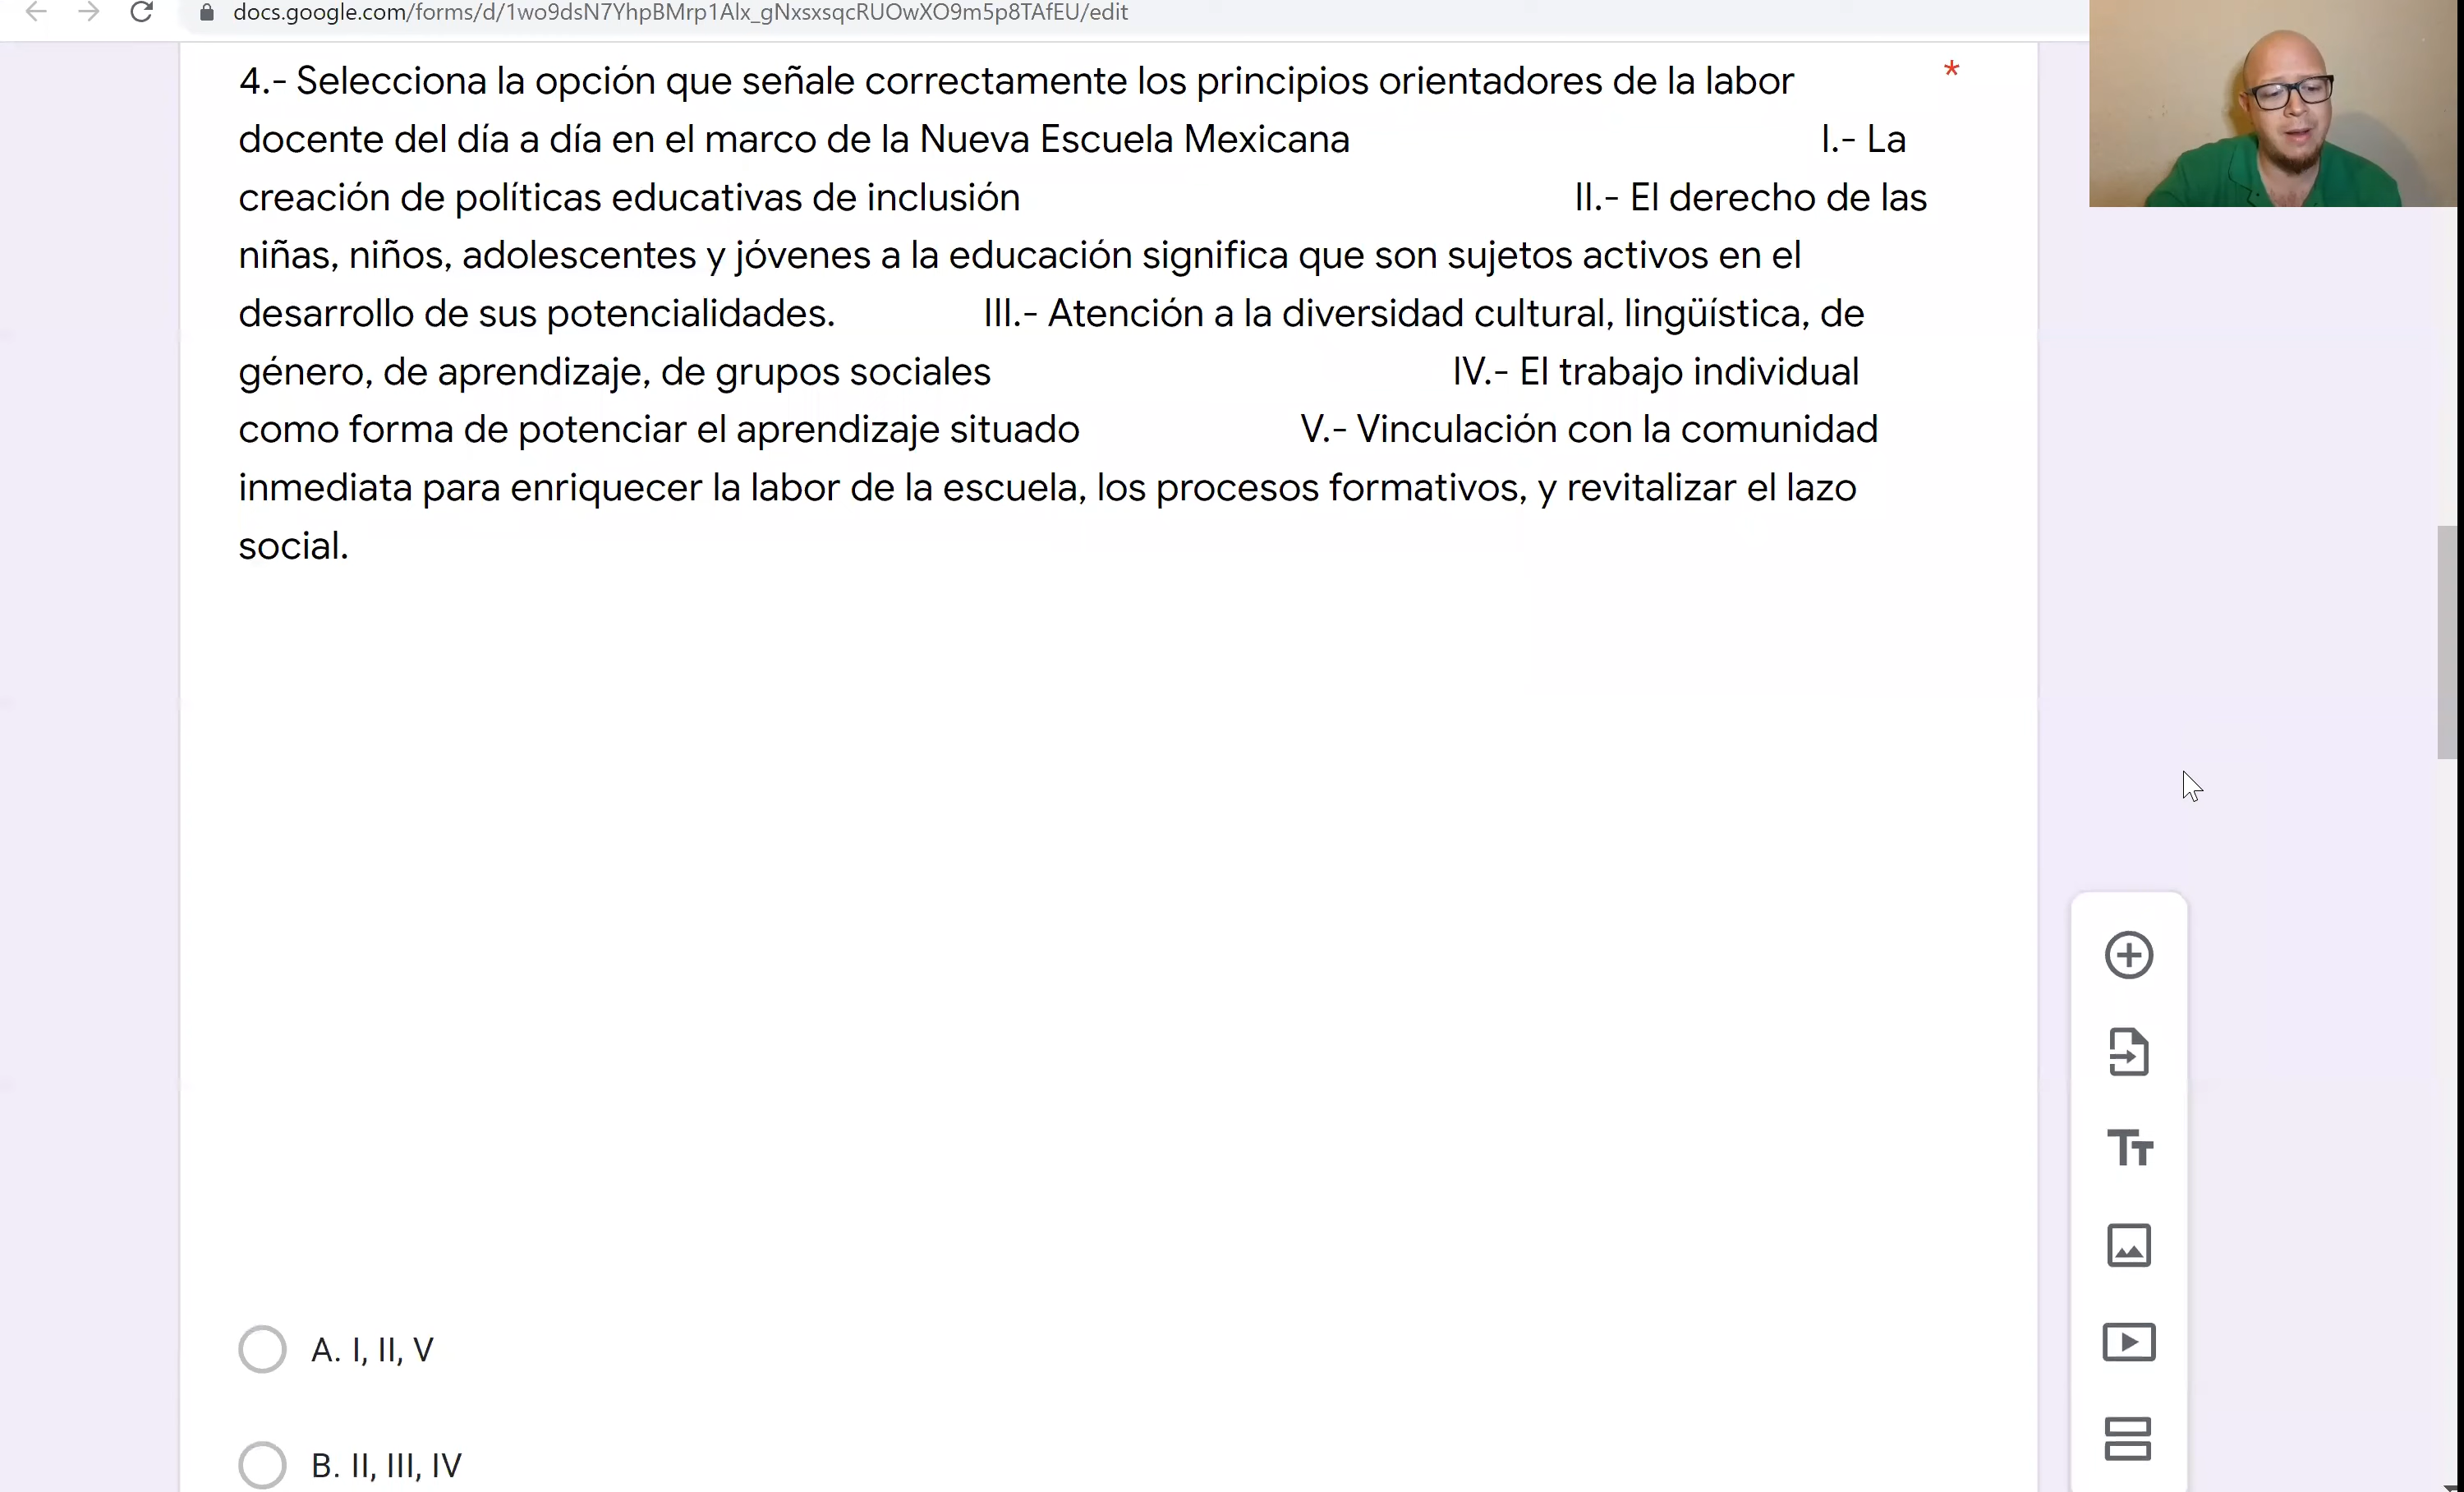 docs.google.com/forms/d/1wo9dsN7YhpBMrp1Alx_gNxsxsqcRUOwXO9m5p8TAfEU/edit
4.- Selecciona la opción que señale correctamente los principios orientadores de la labor *
docente del día a día en el marco de la Nueva Escuela Mexicana I.- La
creación de políticas educativas de inclusión II.- El derecho de las
niñas, niños, adolescentes y jóvenes a la educación significa que son sujetos activos en el
desarrollo de sus potencialidades. III.- Atención a la diversidad cultural, lingüística, de
género, de aprendizaje, de grupos sociales IV.- El trabajo individual
como forma de potenciar el aprendizaje situado V.- Vinculación con la comunidad
inmediata para enriquecer la labor de la escuela, los procesos formativos, y revitalizar el lazo
social.
Tт
A. I, II, V
B. II, III, IV